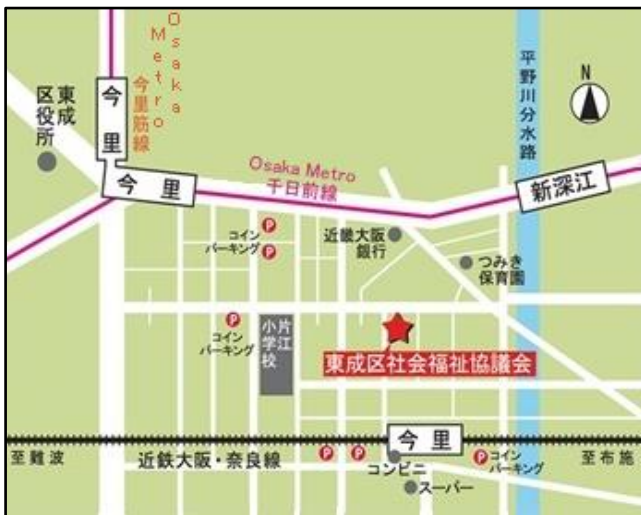 Osaka
Metro
今里筋線
東成
区役所
今里
今里
Osaka Metro
千日前線
平野川分水路
N
新深江
コイン
パーキング
P
P
近畿大阪
銀行
つみき
保育園
P
コイン
パーキング
片江
小学校
東成区社会福祉協議会
今里
至難波
近鉄大阪・奈良線
P
P
コンビニ
P
コイン
パーキング
至布施
スーパー